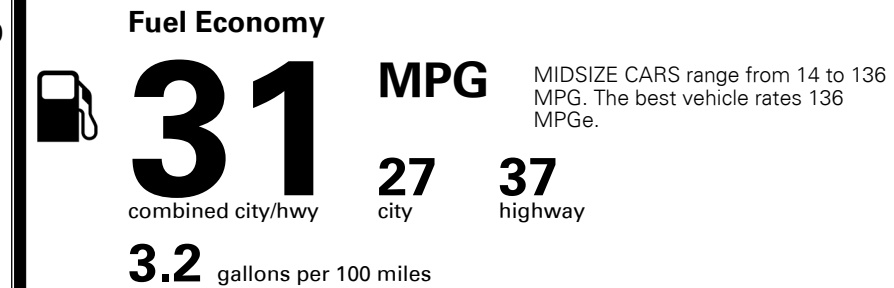 Fuel Economy
31
MPG
MIDSIZE CARS range from 14 to 136
MPG. The best vehicle rates 136
MPGe.
27
37
combined city/hwy
city
highway
3.2 gallons per 100 miles